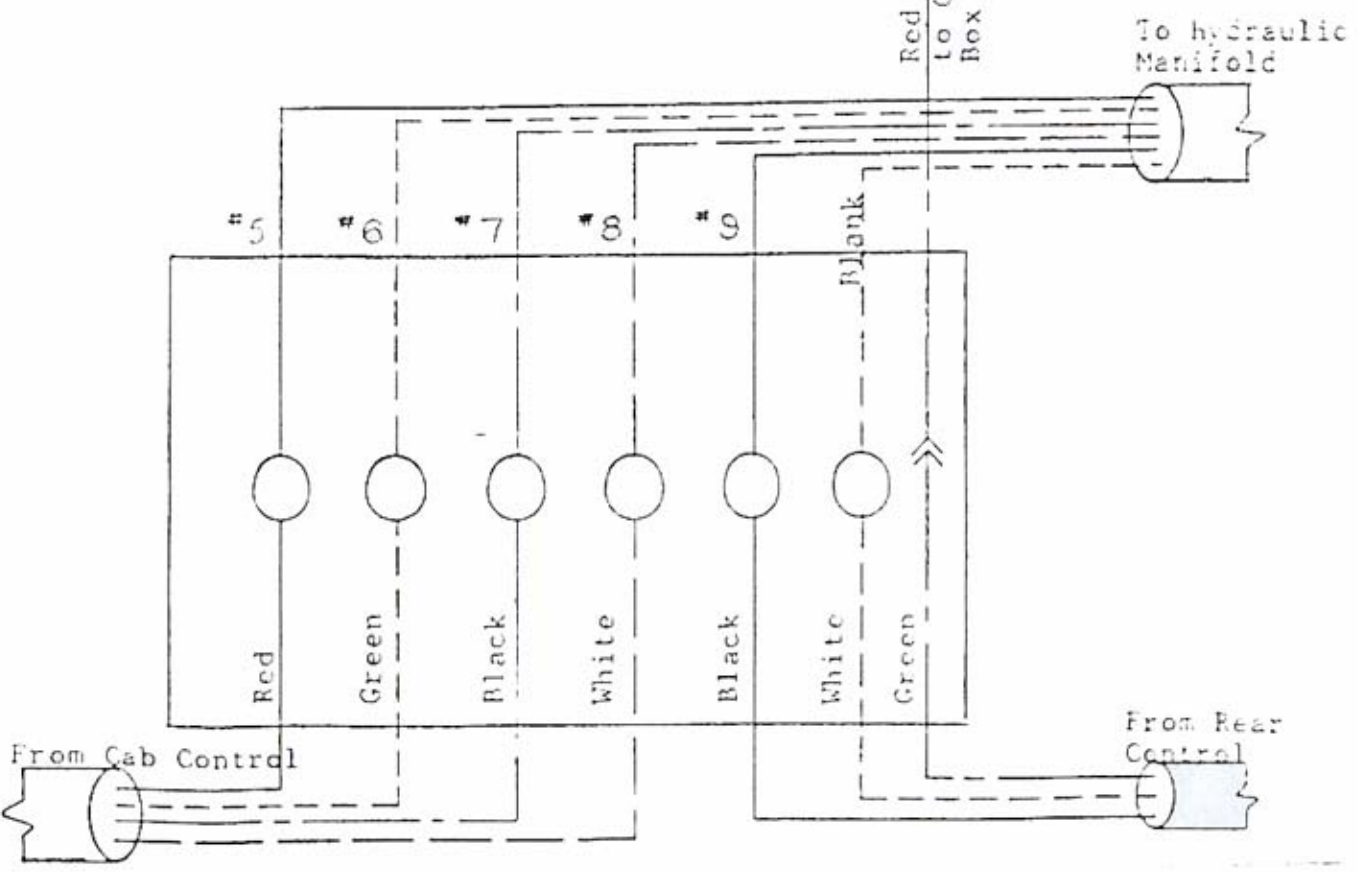 Red
to
Box
To hydraulic
Manifold
#5
#6
#7
#8
#9
Blank
Red
Green
Black
White
Black
White
Green
From Cab Control
From Rear
Control